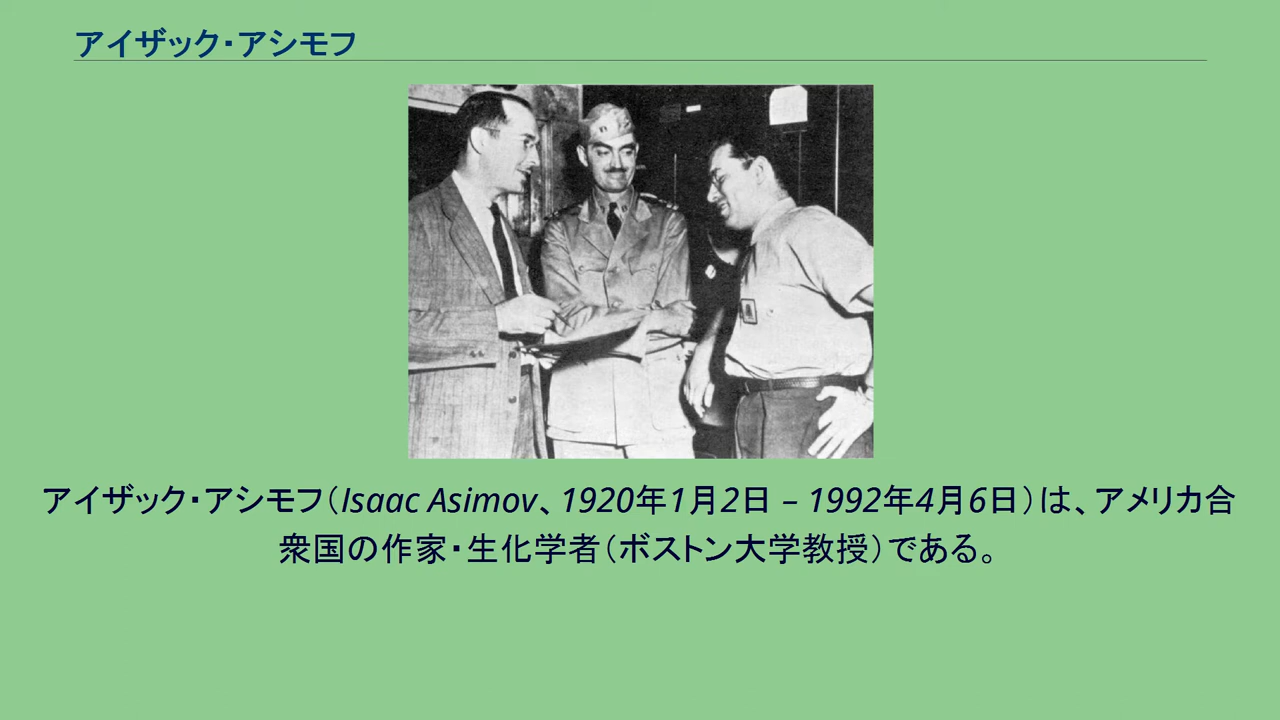 アイザック・アシモフ
アイザック・アシモフ（Isaac Asimov、1920年1月2日 – 1992年4月6日）は、アメリカ合
衆国の作家・生化学者（ボストン大学教授）である。